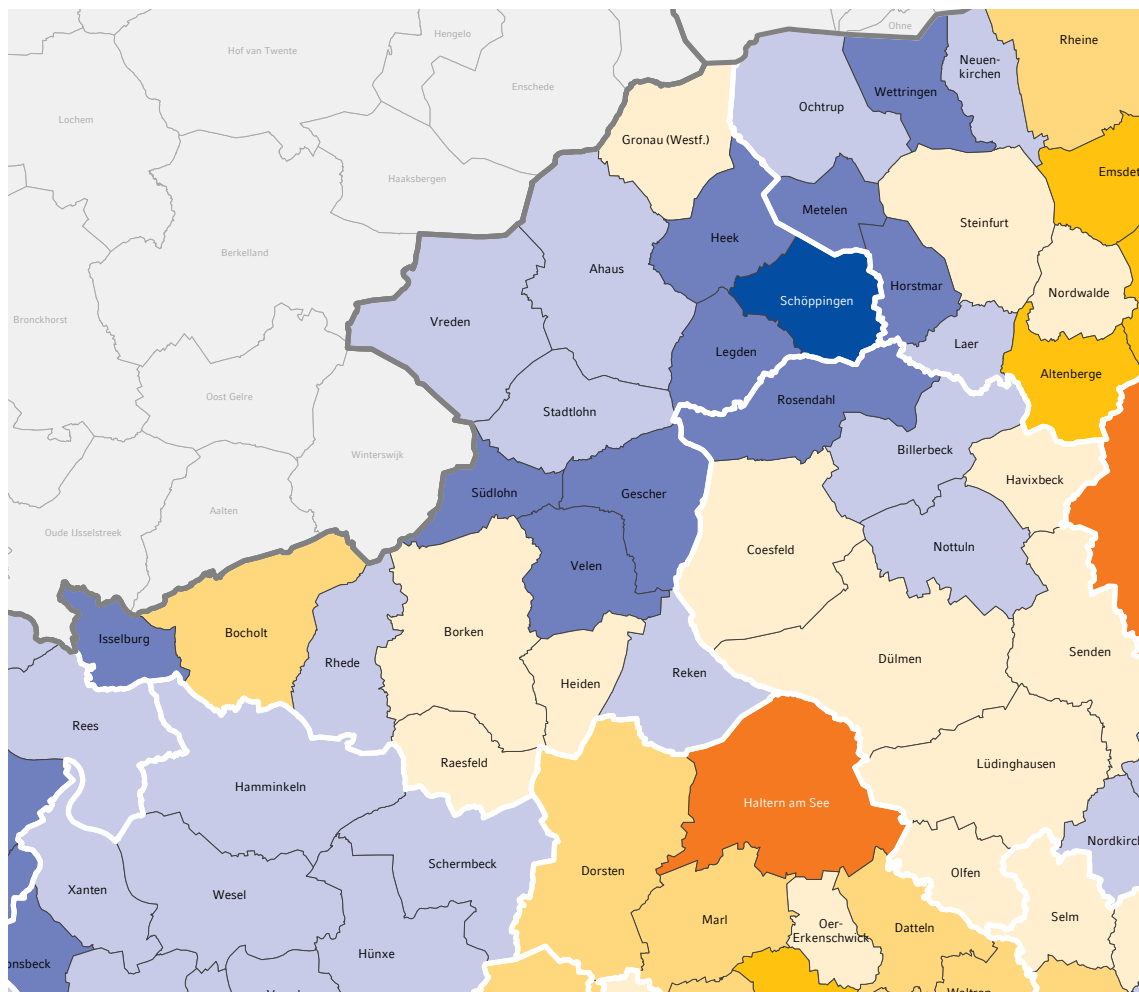 Ohne
Hengelo
Rheine
Hof van Twente
Neuen-
kirchen
Enschede
Wettringen
Ochtrup
Lochem
Gronau (Westf.)
Emsdet
Haaksbergen
Metelen
Steinfurt
Heek
Berkelland
Ahaus
Horstmar
Nordwalde
Schöppingen
Bronckhorst
Vreden
Laer
Legden
Altenberge
Oost Gelre
Rosendahl
Stadtlohn
Billerbeck
Winterswijk
Havixbeck
Südlohn
Gescher
Aalten
Oude IJsselstreek
Nottuln
Coesfeld
Velen
Isselburg
Bocholt
Borken
Senden
Dülmen
Rhede
Reken
Heiden
Rees
Raesfeld
Lüdinghausen
Hamminkeln
Haltern am See
Nordkirch
Schermbeck
Dorsten
Olfen
Xanten
Wesel
Selm
Marl
Oer-
Erkenschwick
Datteln
Hünxe
onsbeck